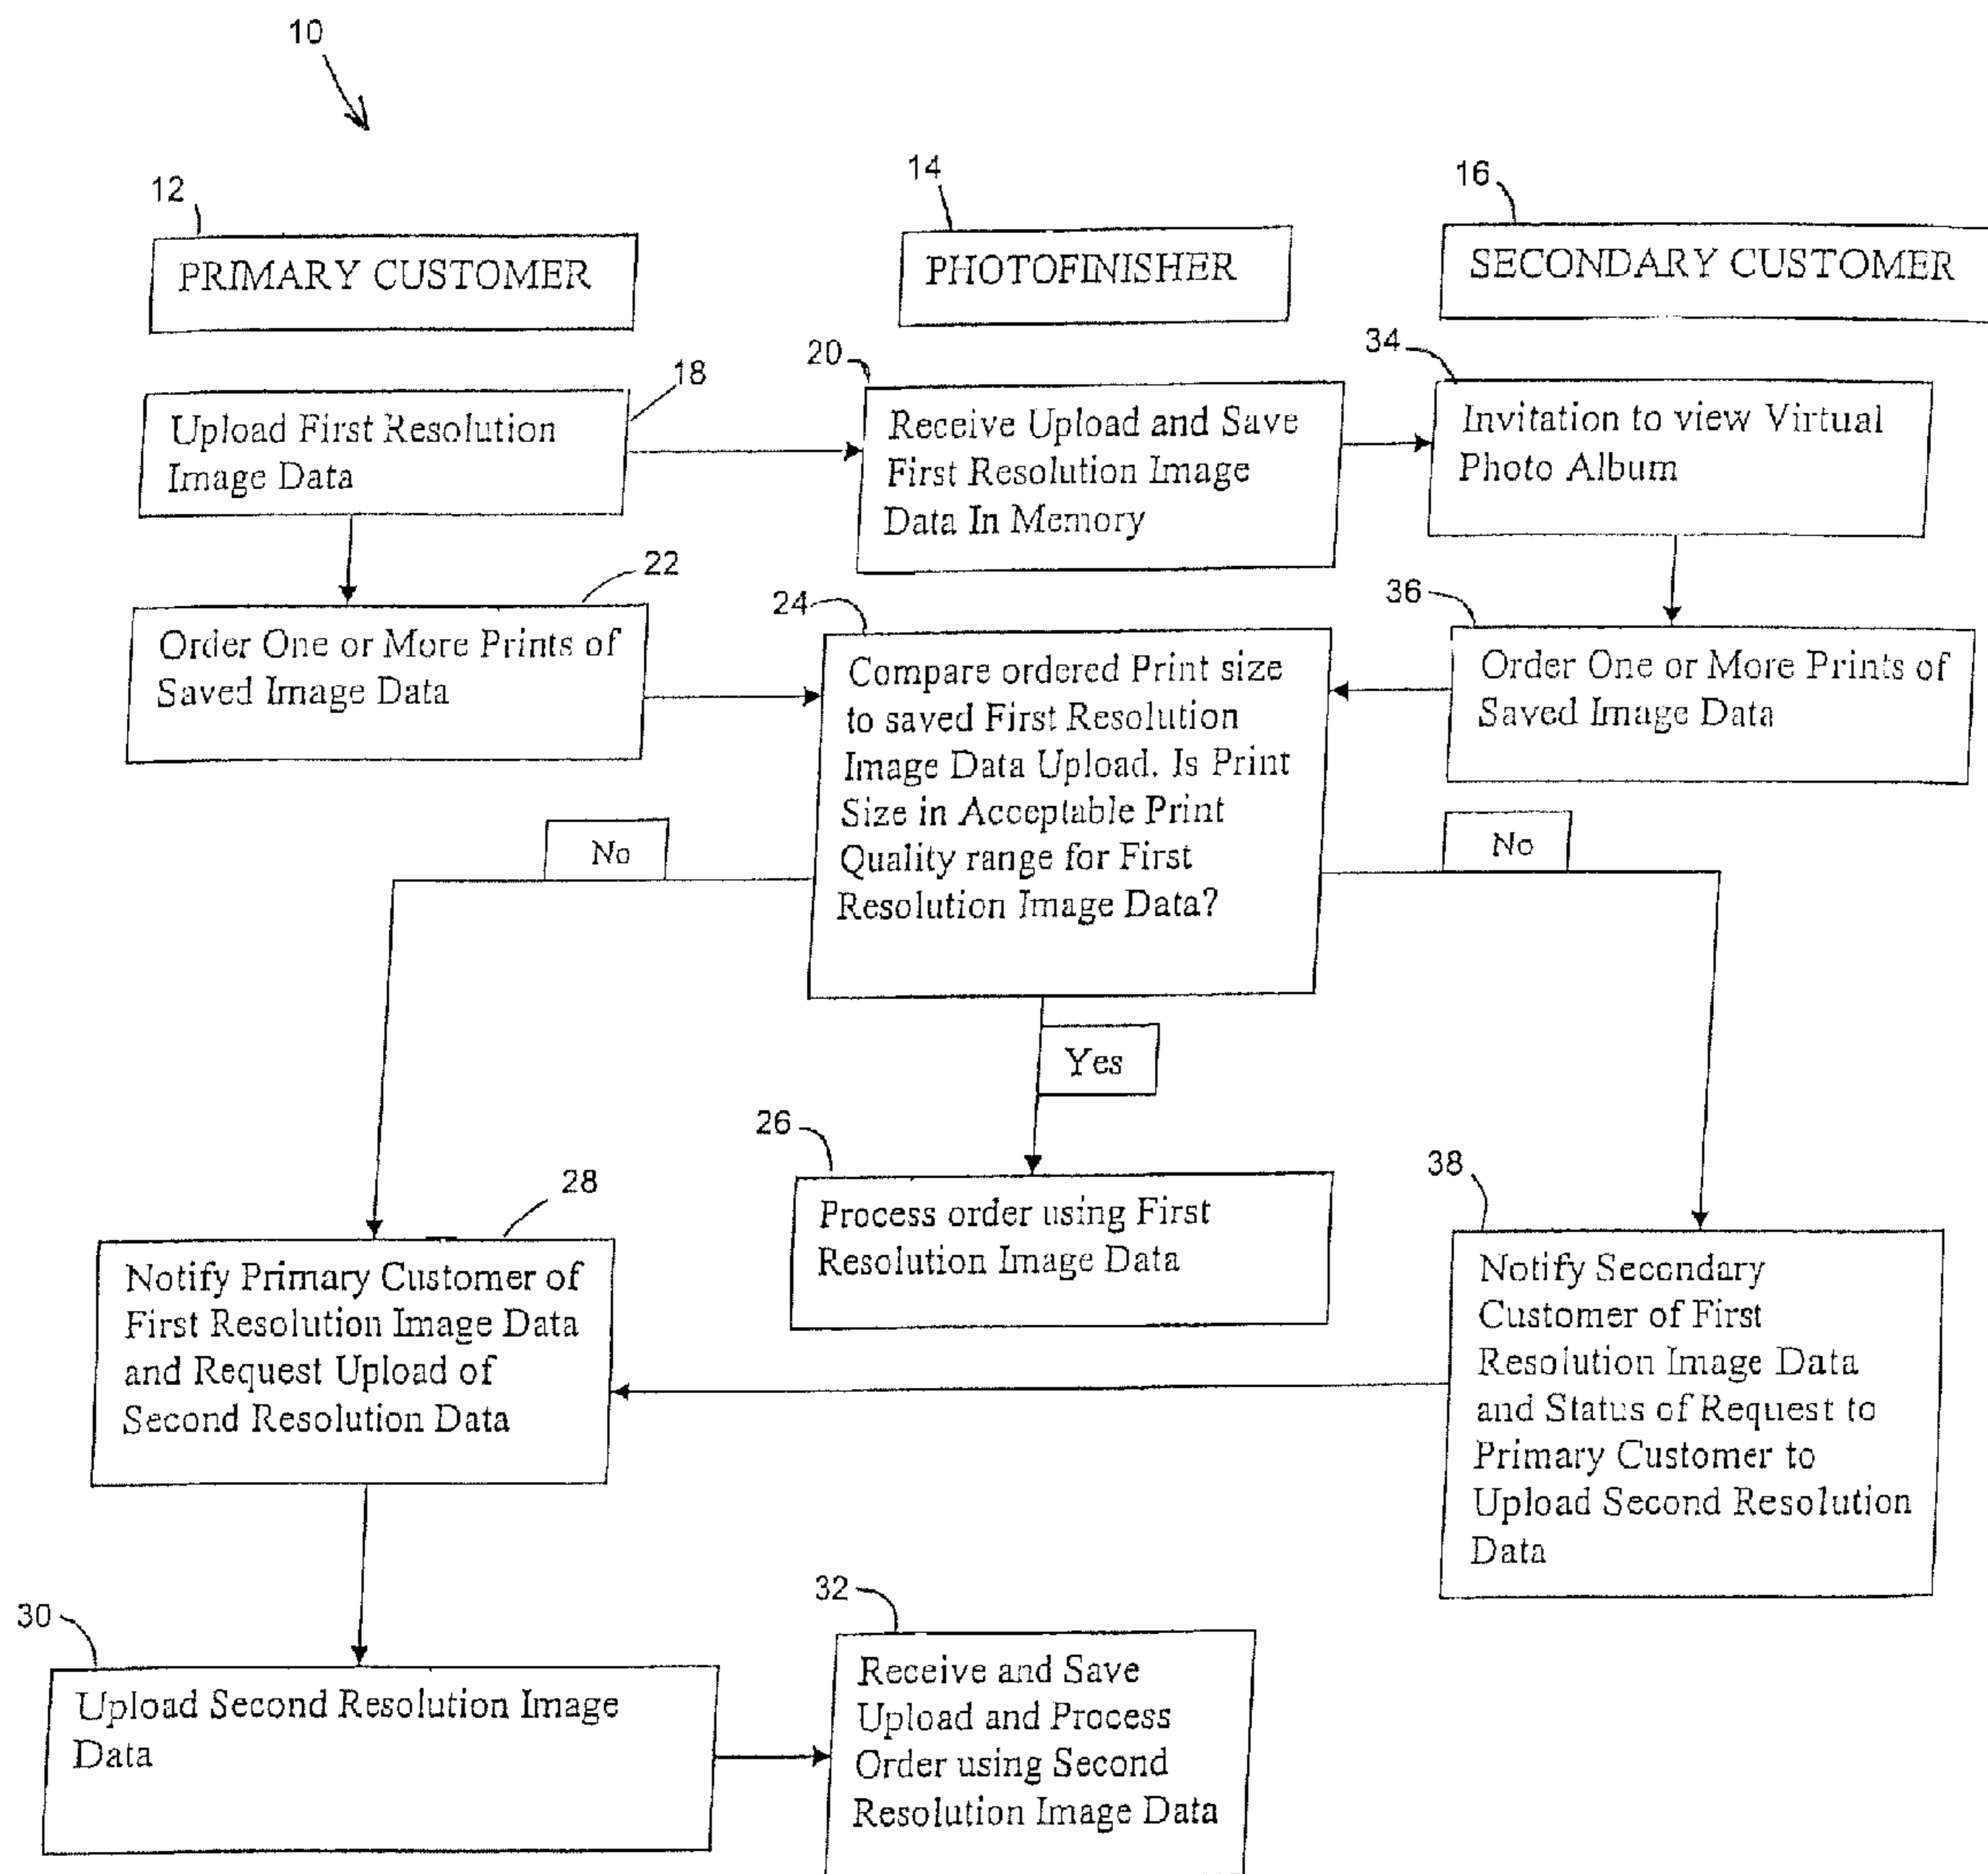 10
12
PRIMARY CUSTOMER
14
PHOTOFINISHER
16
SECONDARY CUSTOMER
18
Upload First Resolution
Image Data
20
Receive Upload and Save
First Resolution Image
Data In Memory
34
Invitation to view Virtual
Photo Album
22
Order One or More Prints of
Saved Image Data
24
Compare ordered Print size
to saved First Resolution
Image Data Upload. Is Print
Size in Acceptable Print
Quality range for First
Resolution Image Data?
36
Order One or More Prints of
Saved Image Data
No
No
Yes
26
Process order using First
Resolution Image Data
28
Notify Primary Customer of
First Resolution Image Data
and Request Upload of
Second Resolution Data
38
Notify Secondary
Customer of First
Resolution Image Data
and Status of Request to
Primary Customer to
Upload Second Resolution
Data
30
Upload Second Resolution Image
Data
32
Receive and Save
Upload and Process
Order using Second
Resolution Image Data